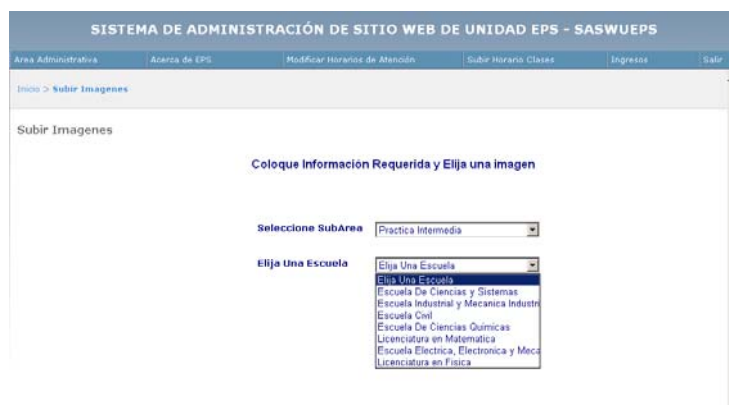 SISTEMA DE ADMINISTRACIÓN DE SITIO WEB DE UNIDAD EPS - SASWUEPS
Area Administrativa Acerca de EPS Modificar Horarios de Atención Subir Horario Clases Ingresos Salir
Inicio > Subir Imagenes
Subir Imagenes
Coloque Información Requerida y Elija una imagen
Seleccione SubArea Practica Intermedia
Elija Una Escuela Elija Una Escuela
Elija Una Escuela
Escuela De Ciencias y Sistemas
Escuela Industrial y Mecanica Industri
Escuela Civil
Escuela De Ciencias Quimicas
Licenciatura en Matematica
Escuela Electrica, Electronica y Meca
Licenciatura en Fisica